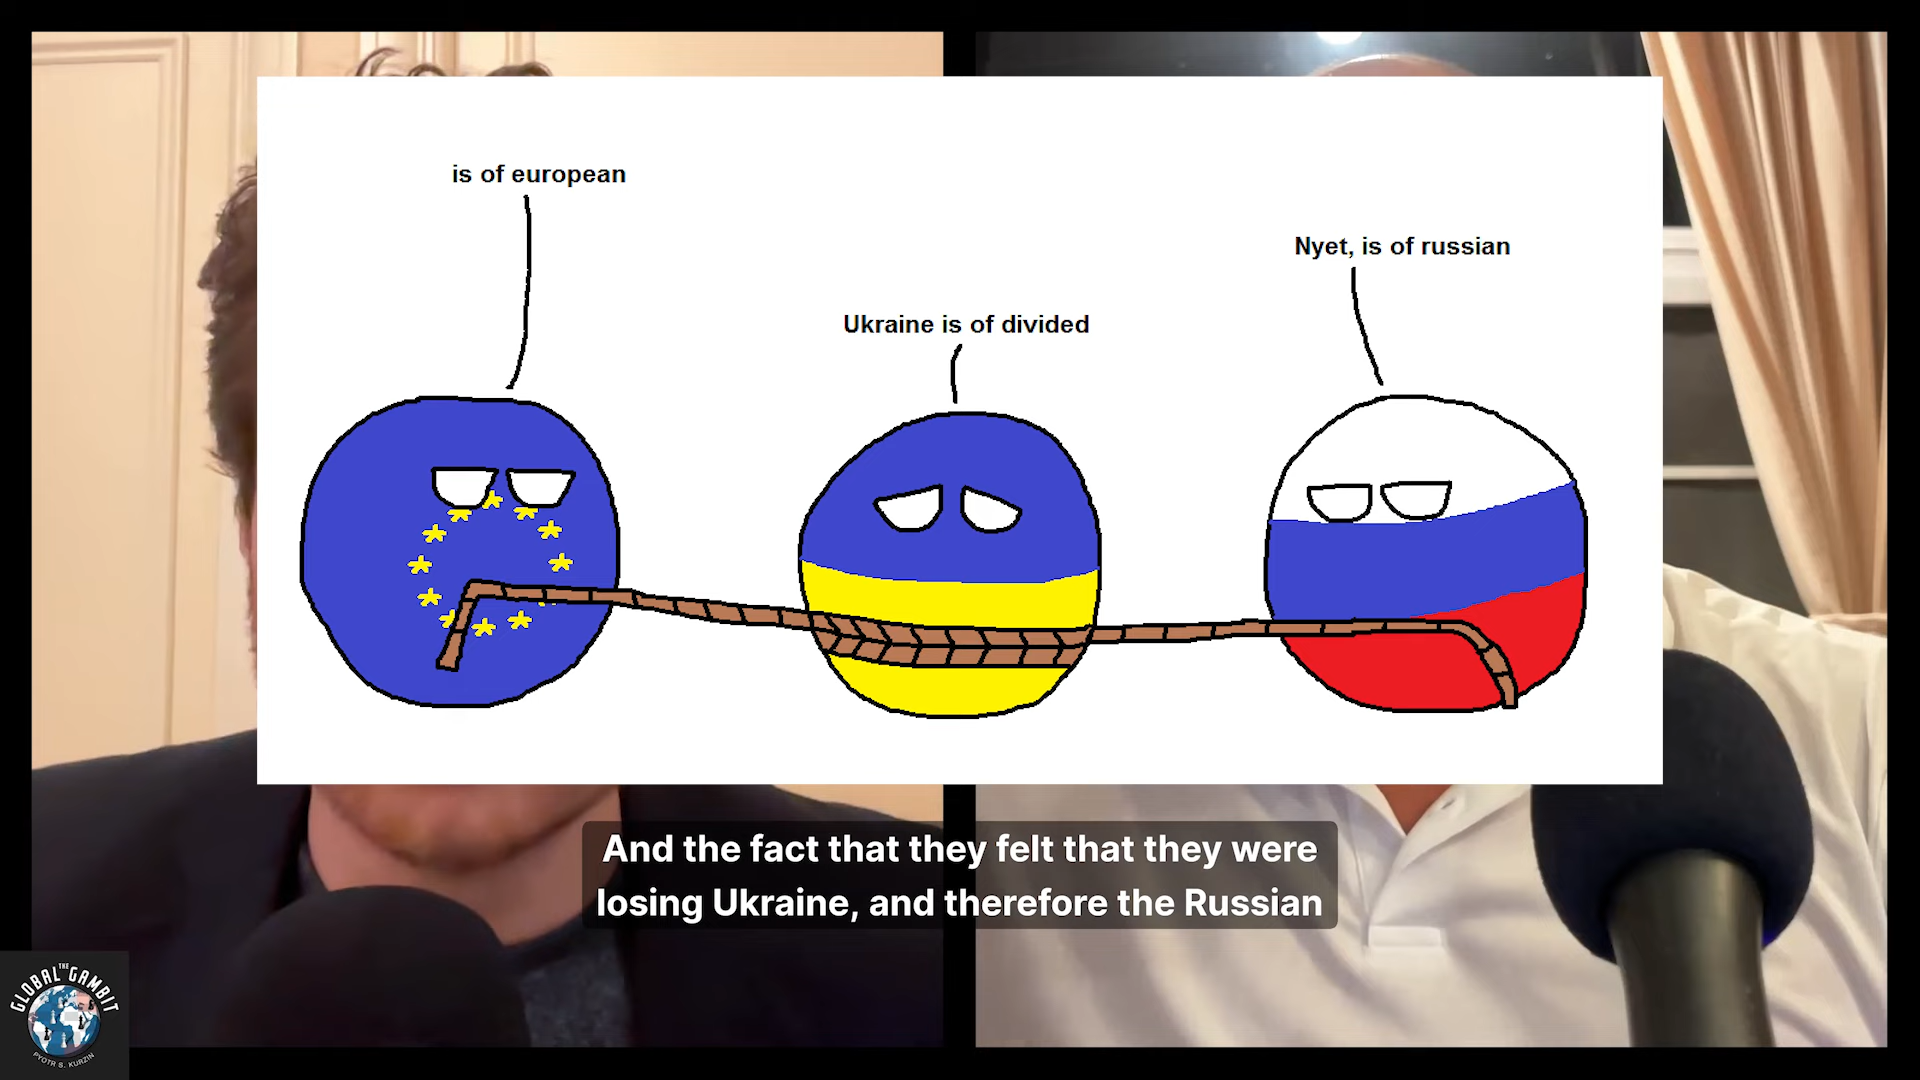 is of european
Nyet, is of russian
Ukraine is of divided
And the fact that they felt that they were
losing Ukraine, and therefore the Russian
THE
GLOBAL GAMBIT
PYOTR S. KURZIN